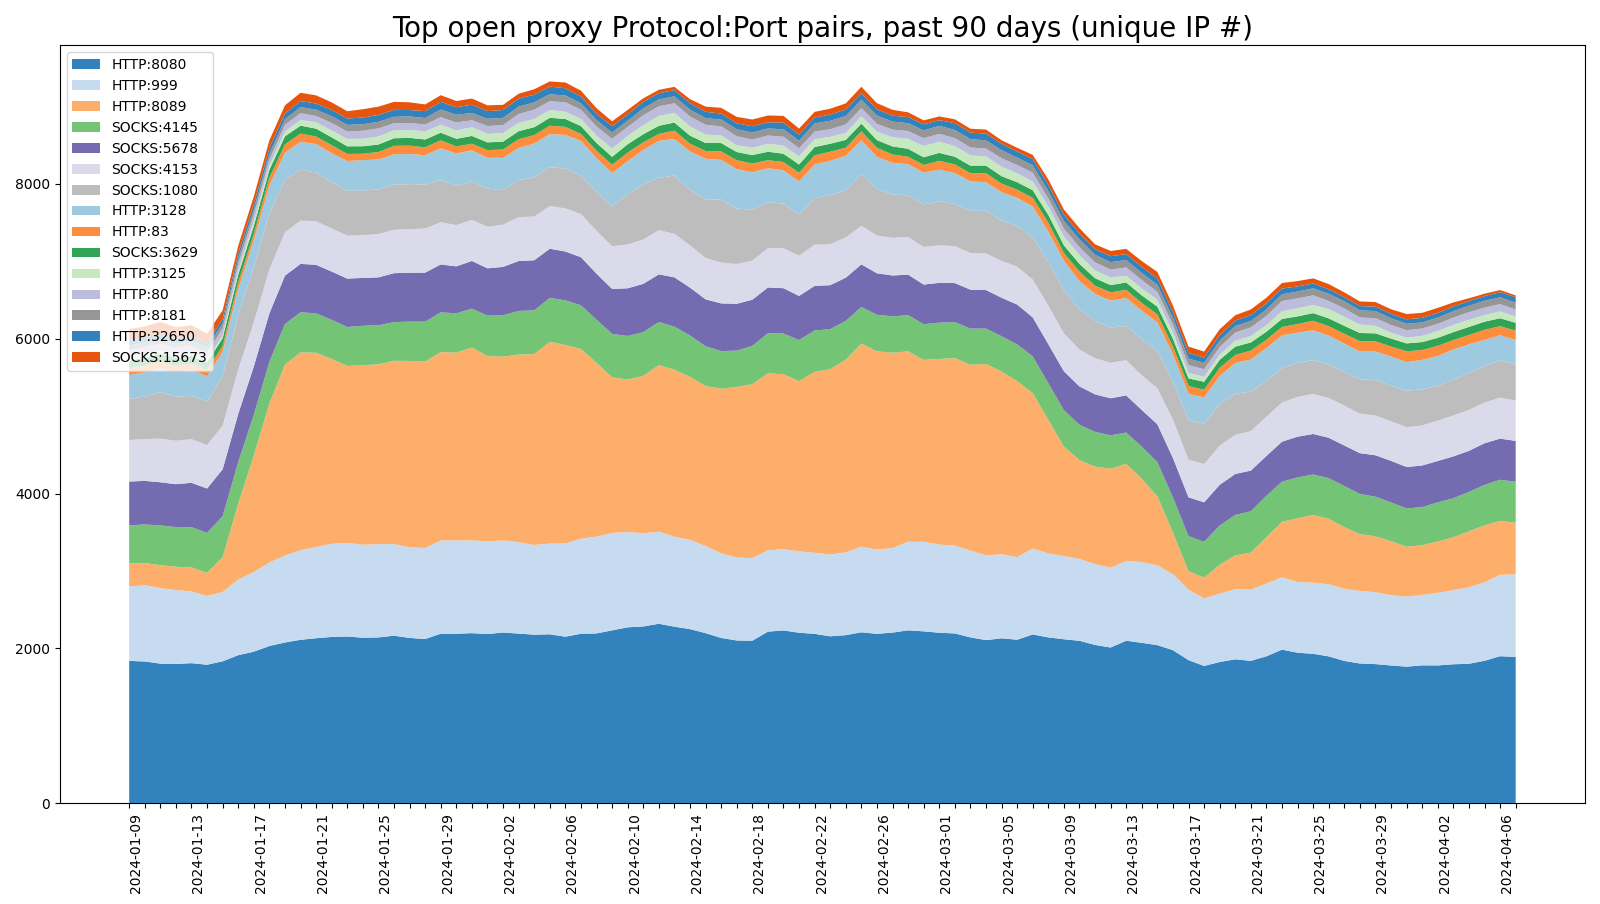 Top open proxy Protocol:Port pairs, past 90 days (unique IP #)
HTTP:8080
HTTP:999
HTTP:8089
SOCKS:4145
SOCKS:5678
SOCKS:4153
SOCKS:1080
HTTP:3128
HTTP:83
SOCKS:3629
HTTP:3125
HTTP:80
HTTP:8181
HTTP:32650
SOCKS:15673
8000
6000
4000
2000
0
2024-01-09
2024-01-13
2024-01-17
2024-01-21
2024-01-25
2024-01-29
2024-02-02
2024-02-06
2024-02-10
2024-02-14
2024-02-18
2024-02-22
2024-02-26
2024-03-01
2024-03-05
2024-03-09
2024-03-13
2024-03-17
2024-03-21
2024-03-25
2024-03-29
2024-04-02
2024-04-06